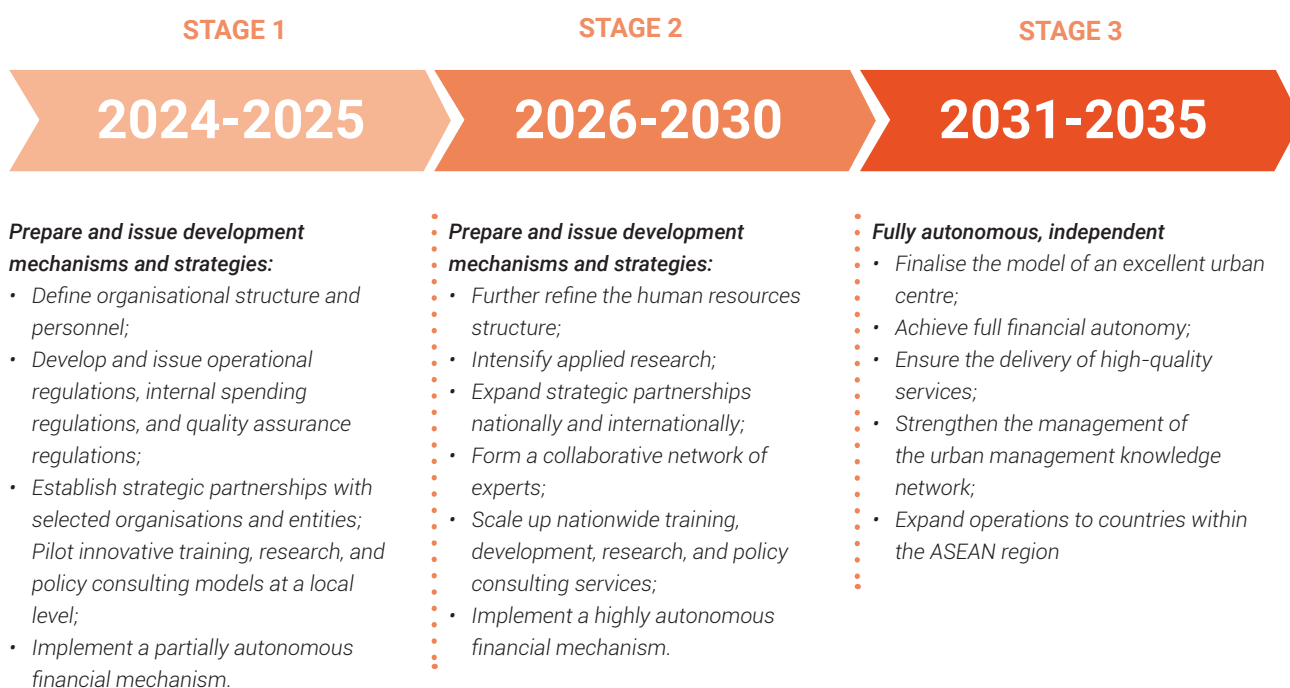 STAGE 1
2024-2025
Prepare and issue development
mechanisms and strategies:
• Define organisational structure and
personnel;
• Develop and issue operational
regulations, internal spending
regulations, and quality assurance
regulations;
• Establish strategic partnerships with
selected organisations and entities;
Pilot innovative training, research, and
policy consulting models at a local
level;
• Implement a partially autonomous
financial mechanism.
STAGE 2
2026-2030
Prepare and issue development
mechanisms and strategies:
• Further refine the human resources
structure;
• Intensify applied research;
• Expand strategic partnerships
nationally and internationally;
• Form a collaborative network of
experts;
• Scale up nationwide training,
development, research, and policy
consulting services;
• Implement a highly autonomous
financial mechanism.
STAGE 3
2031-2035
Fully autonomous, independent
• Finalise the model of an excellent urban
centre;
• Achieve full financial autonomy;
• Ensure the delivery of high-quality
services;
• Strengthen the management of
the urban management knowledge
network;
• Expand operations to countries within
the ASEAN region